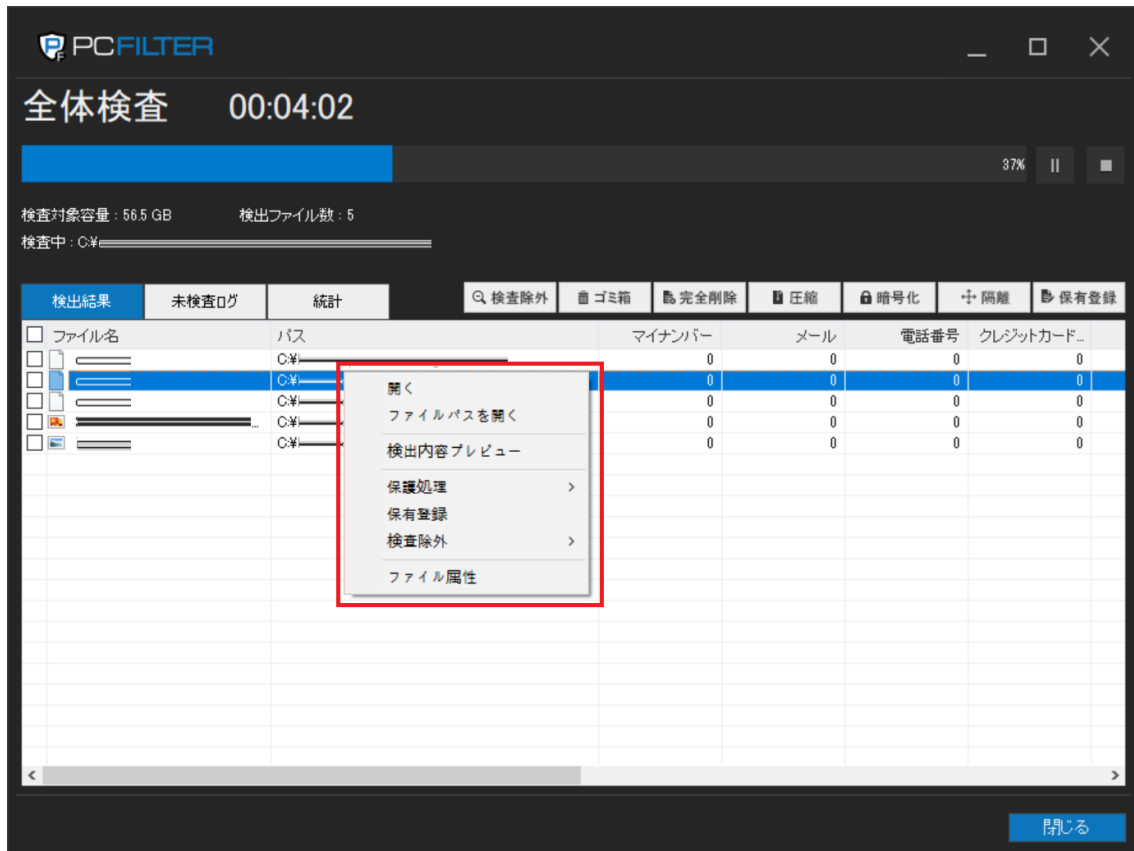 PCFILTER
全体検査 00:04:02
37%
検査対象容量 : 56.5 GB 検出ファイル数 : 5
検査中 : C:¥
検出結果 未検査ログ 統計 検査除外 ゴミ箱 完全削除 圧縮 暗号化 隔離 保有登録
ファイル名 パス マイナンバー メール 電話番号 クレジットカード...
C:¥ 0 0 0 0
C:¥ 0 0 0 0
C:¥ 0 0 0 0
... C:¥ 0 0 0 0
C:¥ 0 0 0 0
開く
ファイルパスを開く
検出内容プレビュー
保護処理
保有登録
検査除外
ファイル属性
閉じる